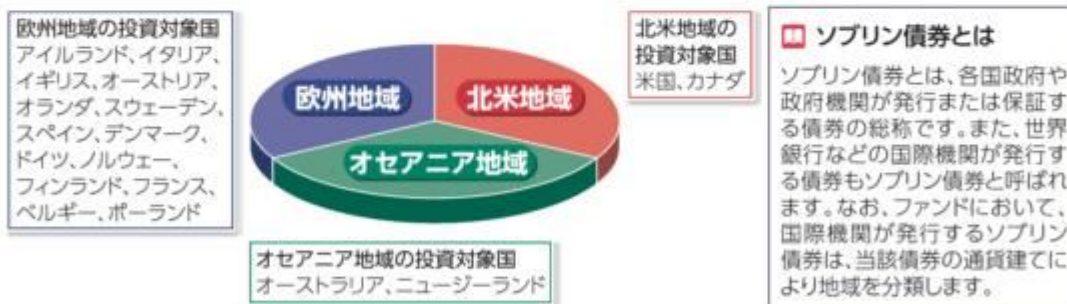 欧州地域の投資対象国
アイルランド、イタリア、
イギリス、オーストリア、
オランダ、スウェーデン、
スペイン、デンマーク、
ドイツ、ノルウェー、
フィンランド、フランス、
ベルギー、ポーランド
欧州地域
北米地域
オセアニア地域
北米地域の
投資対象国
米国、カナダ
オセアニア地域の投資対象国
オーストラリア、ニュージーランド
ソブリン債券とは
ソブリン債券とは、各国政府や
政府機関が発行または保証す
る債券の総称です。また、世界
銀行などの国際機関が発行す
る債券もソブリン債券と呼ばれ
ます。なお、ファンドにおいて、
国際機関が発行するソブリン
債券は、当該債券の通貨建てに
より地域を分類します。